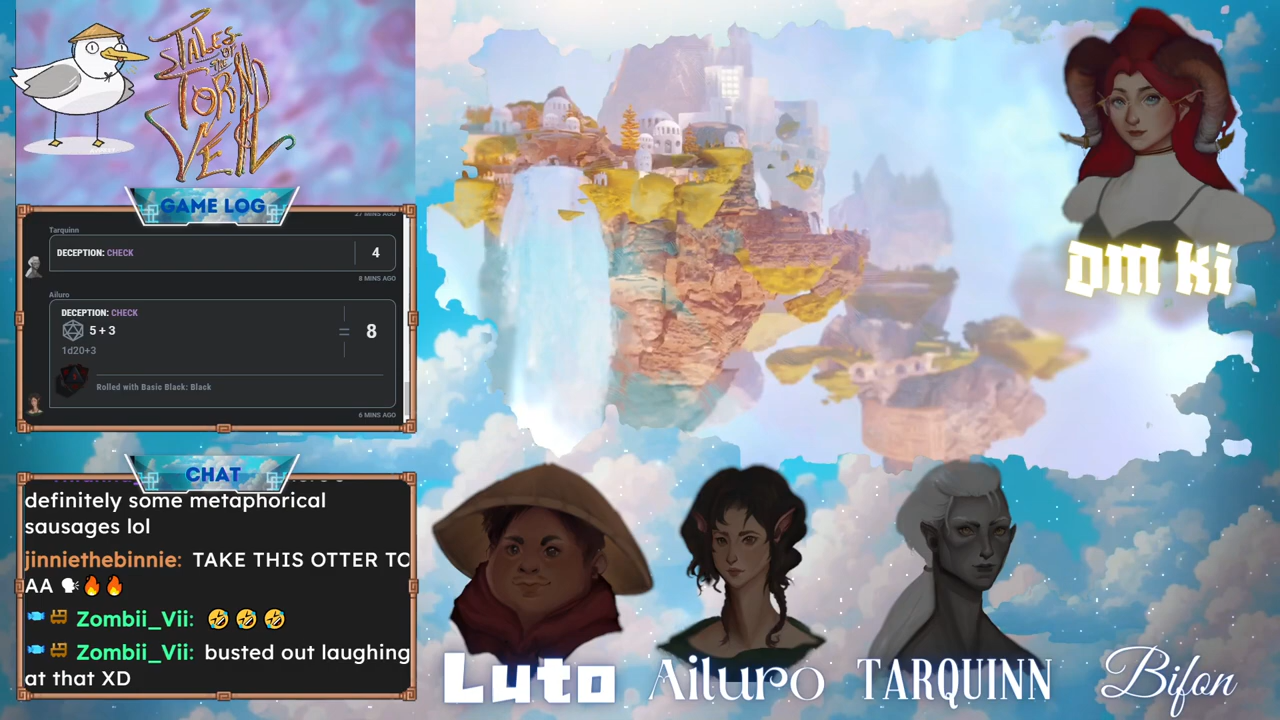 TALES
OF THE
TORN
VEIL
GAME LOG
27 MINS AGO
Tarquinn
DECEPTION: CHECK
4
8 MINS AGO
Ailuro
DECEPTION: CHECK
5 + 3
=
8
1d20+3
Rolled with Basic Black: Black
6 MINS AGO
CHAT
definitely some metaphorical
sausages lol
jinniethebinnie: TAKE THIS OTTER TO
AA 🗣🔥🔥
Zombii_Vii: 🤣🤣🤣
Zombii_Vii: busted out laughing
at that XD
DM Ki
Luto
Ailuro
TARQUINN
Bifon